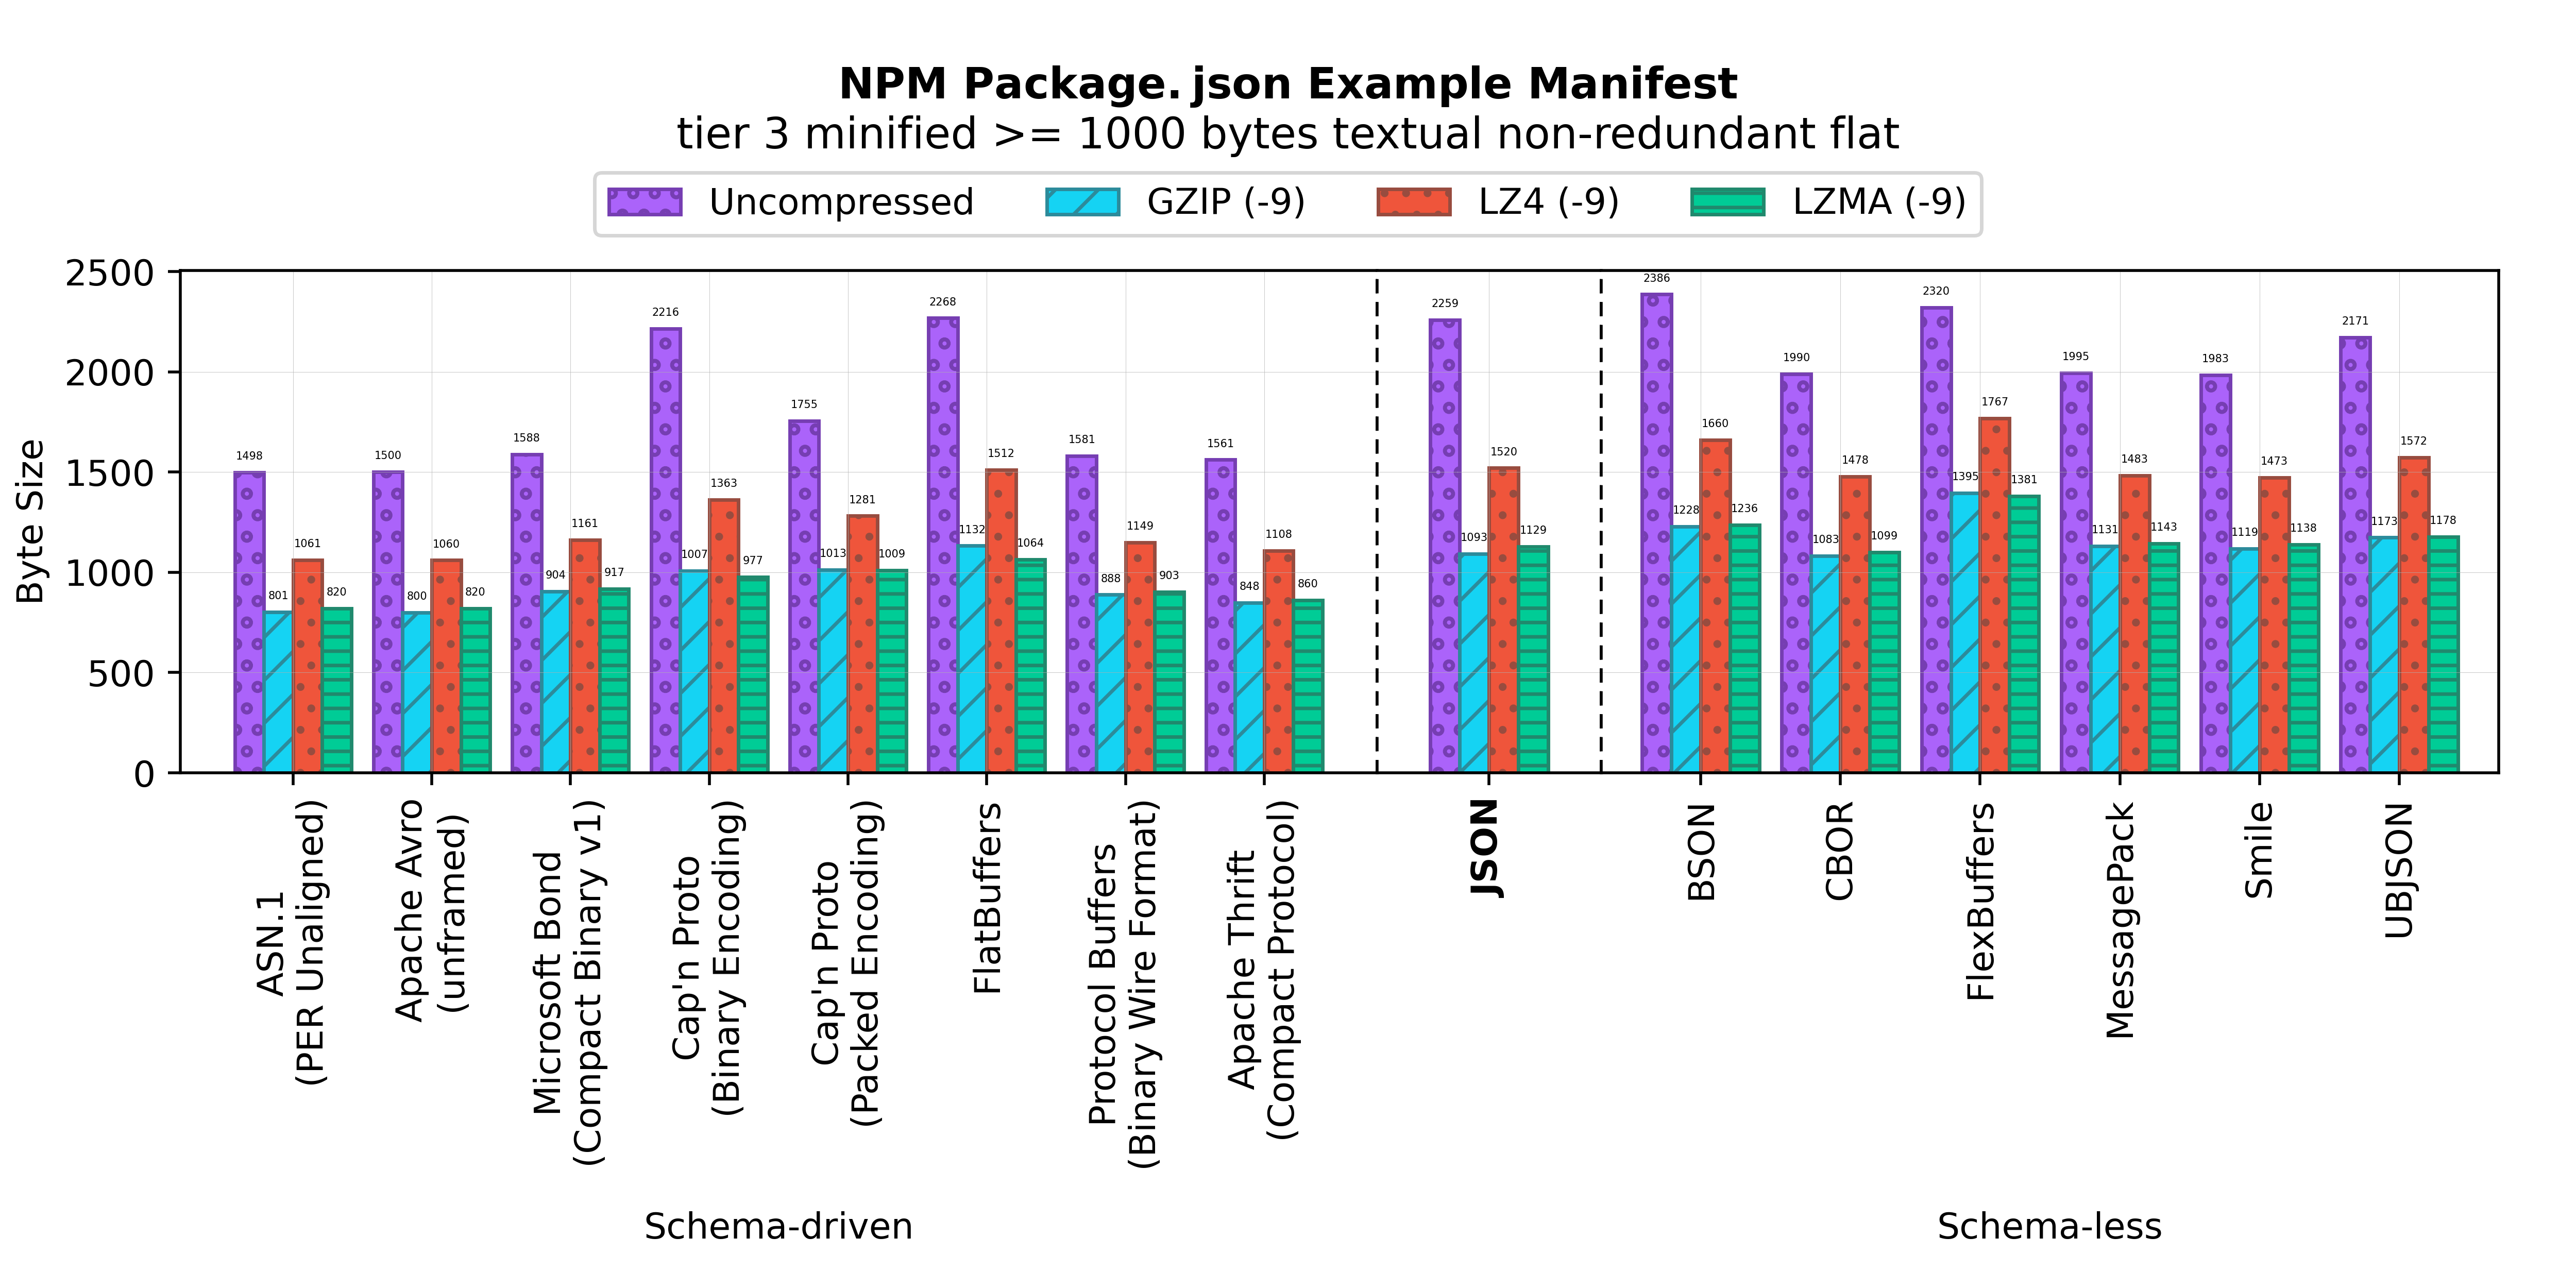 NPM Package.json Example Manifest
tier 3 minified >= 1000 bytes textual non-redundant flat
Uncompressed GZIP (-9) LZ4 (-9) LZMA (-9)
Byte Size
2500
2000
1500
1000
500
0
1498 801 1061 820
1500 800 1060 820
1588 904 1161 917
2216 1007 1363 977
1755 1013 1281 1009
2268 1132 1512 1064
1581 888 1149 903
1561 848 1108 860
2259 1093 1520 1129
2386 1228 1660 1236
1990 1083 1478 1099
2320 1395 1767 1381
1995 1131 1483 1143
1983 1119 1473 1138
2171 1173 1572 1178
ASN.1
(PER Unaligned)
Apache Avro
(unframed)
Microsoft Bond
(Compact Binary v1)
Cap'n Proto
(Binary Encoding)
Cap'n Proto
(Packed Encoding)
FlatBuffers
Protocol Buffers
(Binary Wire Format)
Apache Thrift
(Compact Protocol)
JSON
BSON
CBOR
FlexBuffers
MessagePack
Smile
UBJSON
Schema-driven
Schema-less